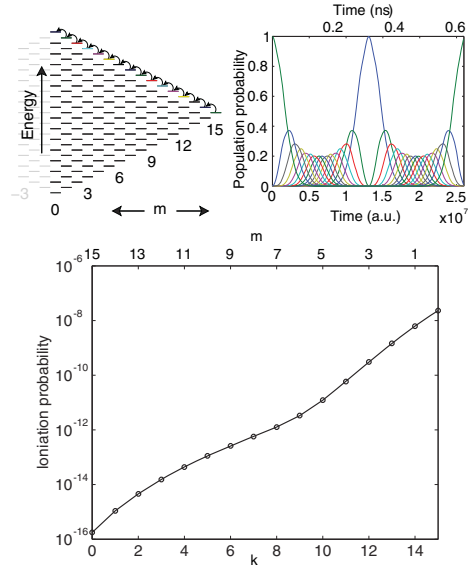 Energy
−3
0
3
6
9
12
15
m
Time (ns)
0.2 0.4 0.6
Population probability
1
0.8
0.6
0.4
0.2
0
0 0.5 1 1.5 2 2.5
x10^7
Time (a.u.)
m
15 13 11 9 7 5 3 1
Ioniation probability
10^-6
10^-8
10^-10
10^-12
10^-14
10^-16
0 2 4 6 8 10 12 14
k